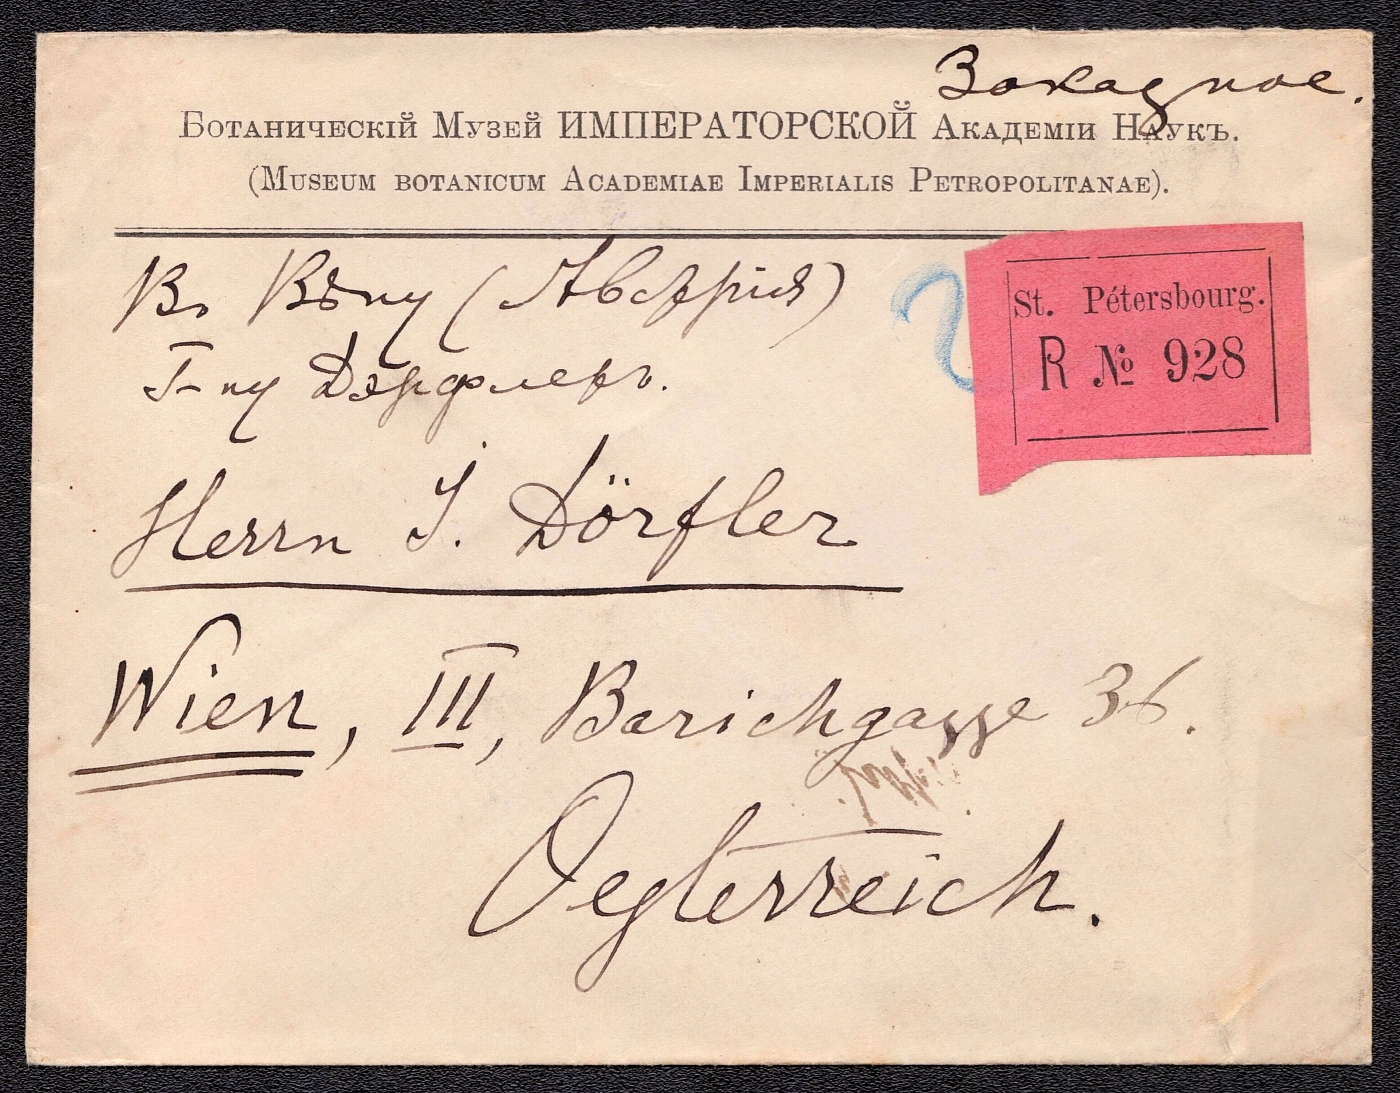 Заказное.
Ботаническій Музей ИМПЕРАТОРСКОЙ Академіи Наукъ.
(Museum botanicum Academiae Imperialis Petropolitanae).
Въ Вѣну (Австрія)
Г-ну Дэрфлеръ.
St. Pétersbourg.
R № 928
Herrn I. Dörfler
Wien, III, Barichgasse 36.
Oesterreich.